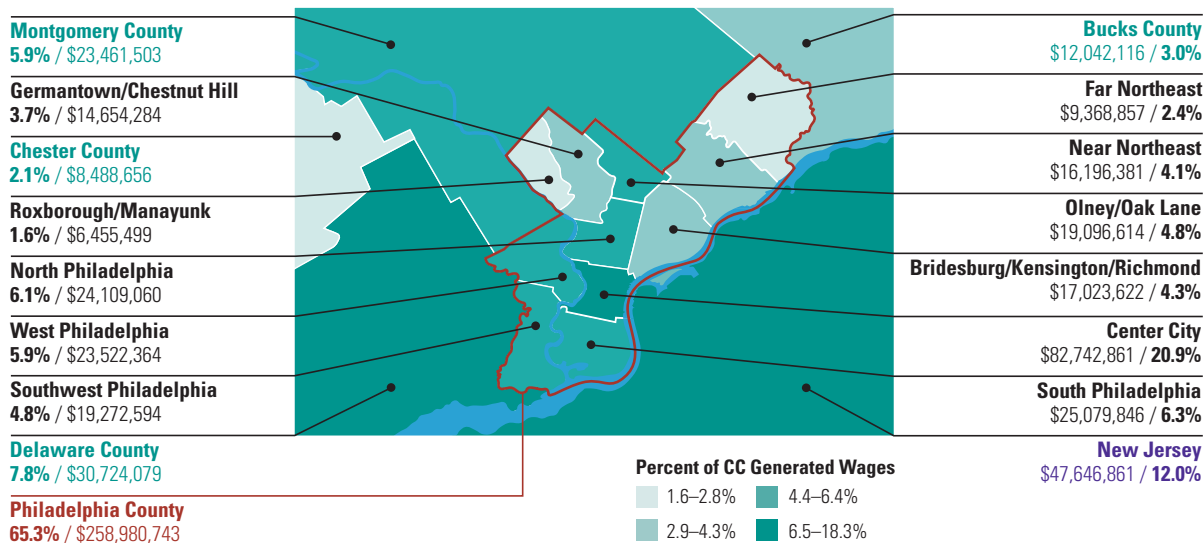 Montgomery County
5.9% / $23,461,503
Germantown/Chestnut Hill
3.7% / $14,654,284
Chester County
2.1% / $8,488,656
Roxborough/Manayunk
1.6% / $6,455,499
North Philadelphia
6.1% / $24,109,060
West Philadelphia
5.9% / $23,522,364
Southwest Philadelphia
4.8% / $19,272,594
Delaware County
7.8% / $30,724,079
Philadelphia County
65.3% / $258,980,743
Bucks County
$12,042,116 / 3.0%
Far Northeast
$9,368,857 / 2.4%
Near Northeast
$16,196,381 / 4.1%
Olney/Oak Lane
$19,096,614 / 4.8%
Bridesburg/Kensington/Richmond
$17,023,622 / 4.3%
Center City
$82,742,861 / 20.9%
South Philadelphia
$25,079,846 / 6.3%
New Jersey
$47,646,861 / 12.0%
Percent of CC Generated Wages
1.6–2.8%
4.4–6.4%
2.9–4.3%
6.5–18.3%